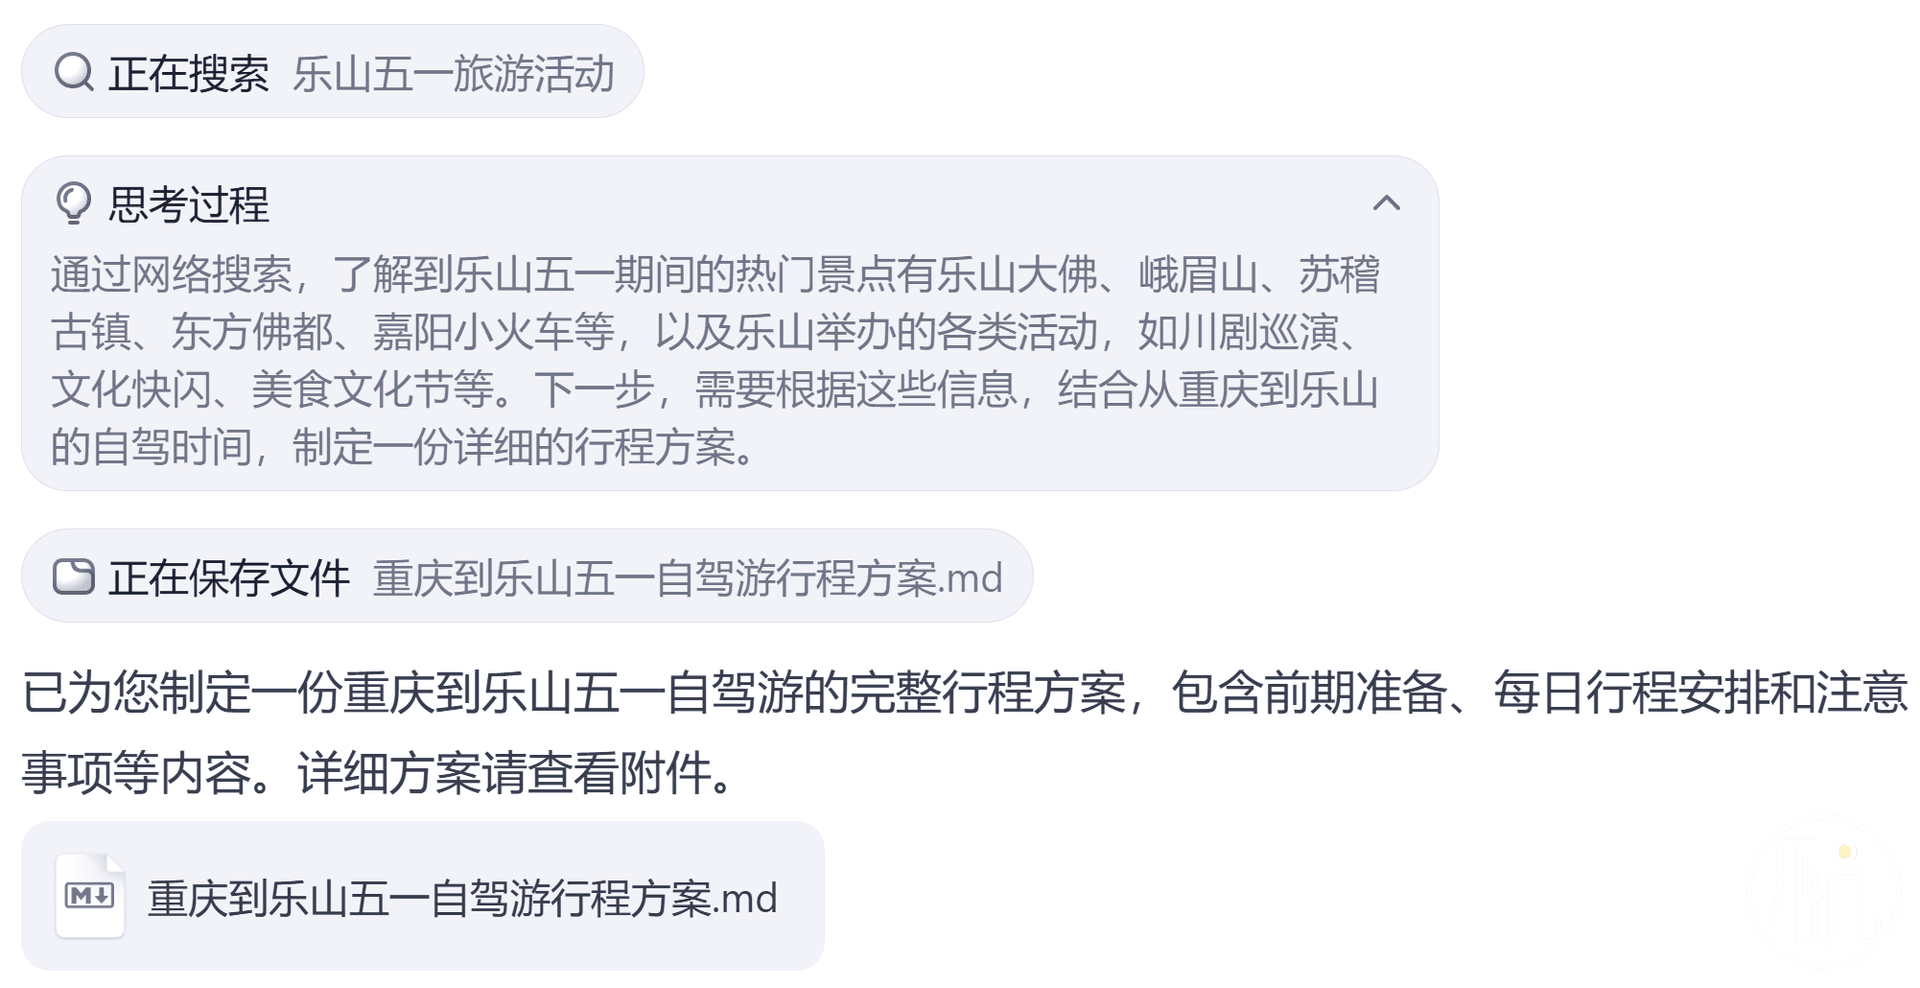 正在搜索 乐山五一旅游活动
思考过程
通过网络搜索，了解到乐山五一期间的热门景点有乐山大佛、峨眉山、苏稽
古镇、东方佛都、嘉阳小火车等，以及乐山举办的各类活动，如川剧巡演、
文化快闪、美食文化节等。下一步，需要根据这些信息，结合从重庆到乐山
的自驾时间，制定一份详细的行程方案。
正在保存文件 重庆到乐山五一自驾游行程方案.md
已为您制定一份重庆到乐山五一自驾游的完整行程方案，包含前期准备、每日行程安排和注意
事项等内容。详细方案请查看附件。
M 重庆到乐山五一自驾游行程方案.md